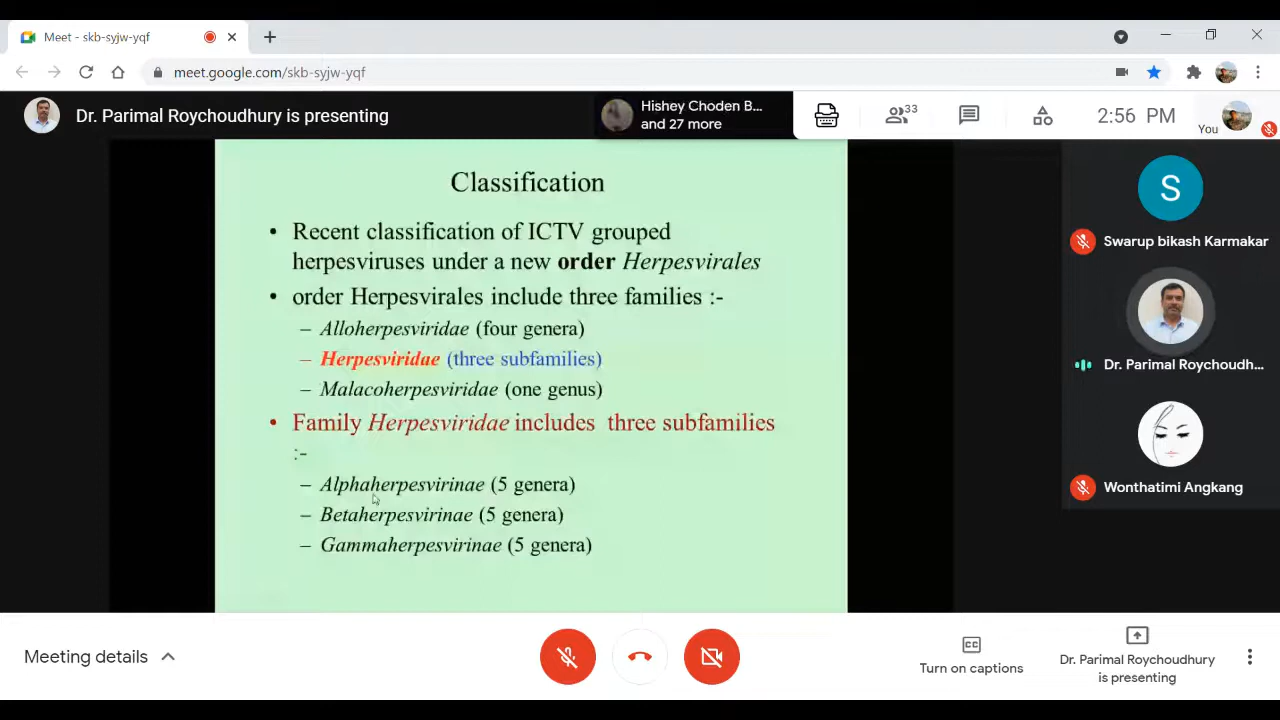 Meet - skb-syjw-yqf
meet.google.com/skb-syjw-yqf
Dr. Parimal Roychoudhury is presenting
Hishey Choden B...
and 27 more
33
2:56 PM
You
Classification
• Recent classification of ICTV grouped
herpesviruses under a new order Herpesvirales
• order Herpesvirales include three families :-
– Alloherpesviridae (four genera)
– Herpesviridae (three subfamilies)
– Malacoherpesviridae (one genus)
• Family Herpesviridae includes three subfamilies
:-
– Alphaherpesvirinae (5 genera)
– Betaherpesvirinae (5 genera)
– Gammaherpesvirinae (5 genera)
S
Swarup bikash Karmakar
Dr. Parimal Roychoudh...
Wonthatimi Angkang
Meeting details
CC
Turn on captions
Dr. Parimal Roychoudhury
is presenting